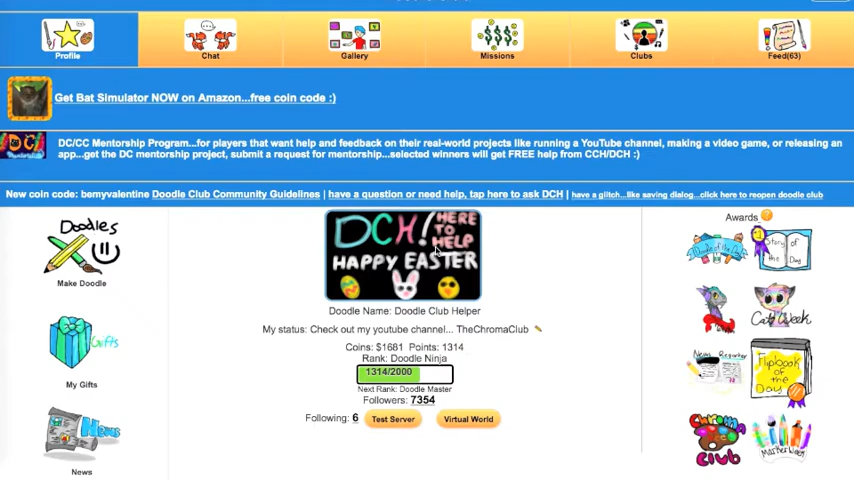 Profile
Chat
Gallery
Missions
Clubs
Feed(63)
Get Bat Simulator NOW on Amazon...free coin code :)
DC!
DC/CC Mentorship Program...for players that want help and feedback on their real-world projects like running a YouTube channel, making a video game, or releasing an
app...get the DC mentorship project, submit a request for mentorship...selected winners will get FREE help from CCH/DCH :)
New coin code: bemyvalentine Doodle Club Community Guidelines | have a question or need help, tap here to ask DCH | have a glitch...like saving dialog...click here to reopen doodle club
Doodles
Make Doodle
Gifts
My Gifts
News
News
DCH! HERE
TO
HELP
HAPPY EASTER
Doodle Name: Doodle Club Helper
My status: Check out my youtube channel... TheChromaClub
Coins: $1681 Points: 1314
Rank: Doodle Ninja
1314/2000
Next Rank: Doodle Master
Followers: 7354
Following: 6 Test Server Virtual World
Awards ?
Doodle of the Day
Story of
the Day
Cat Week
News Reporter
Flipbook
of the
Day
Chroma
Club
Marker Week